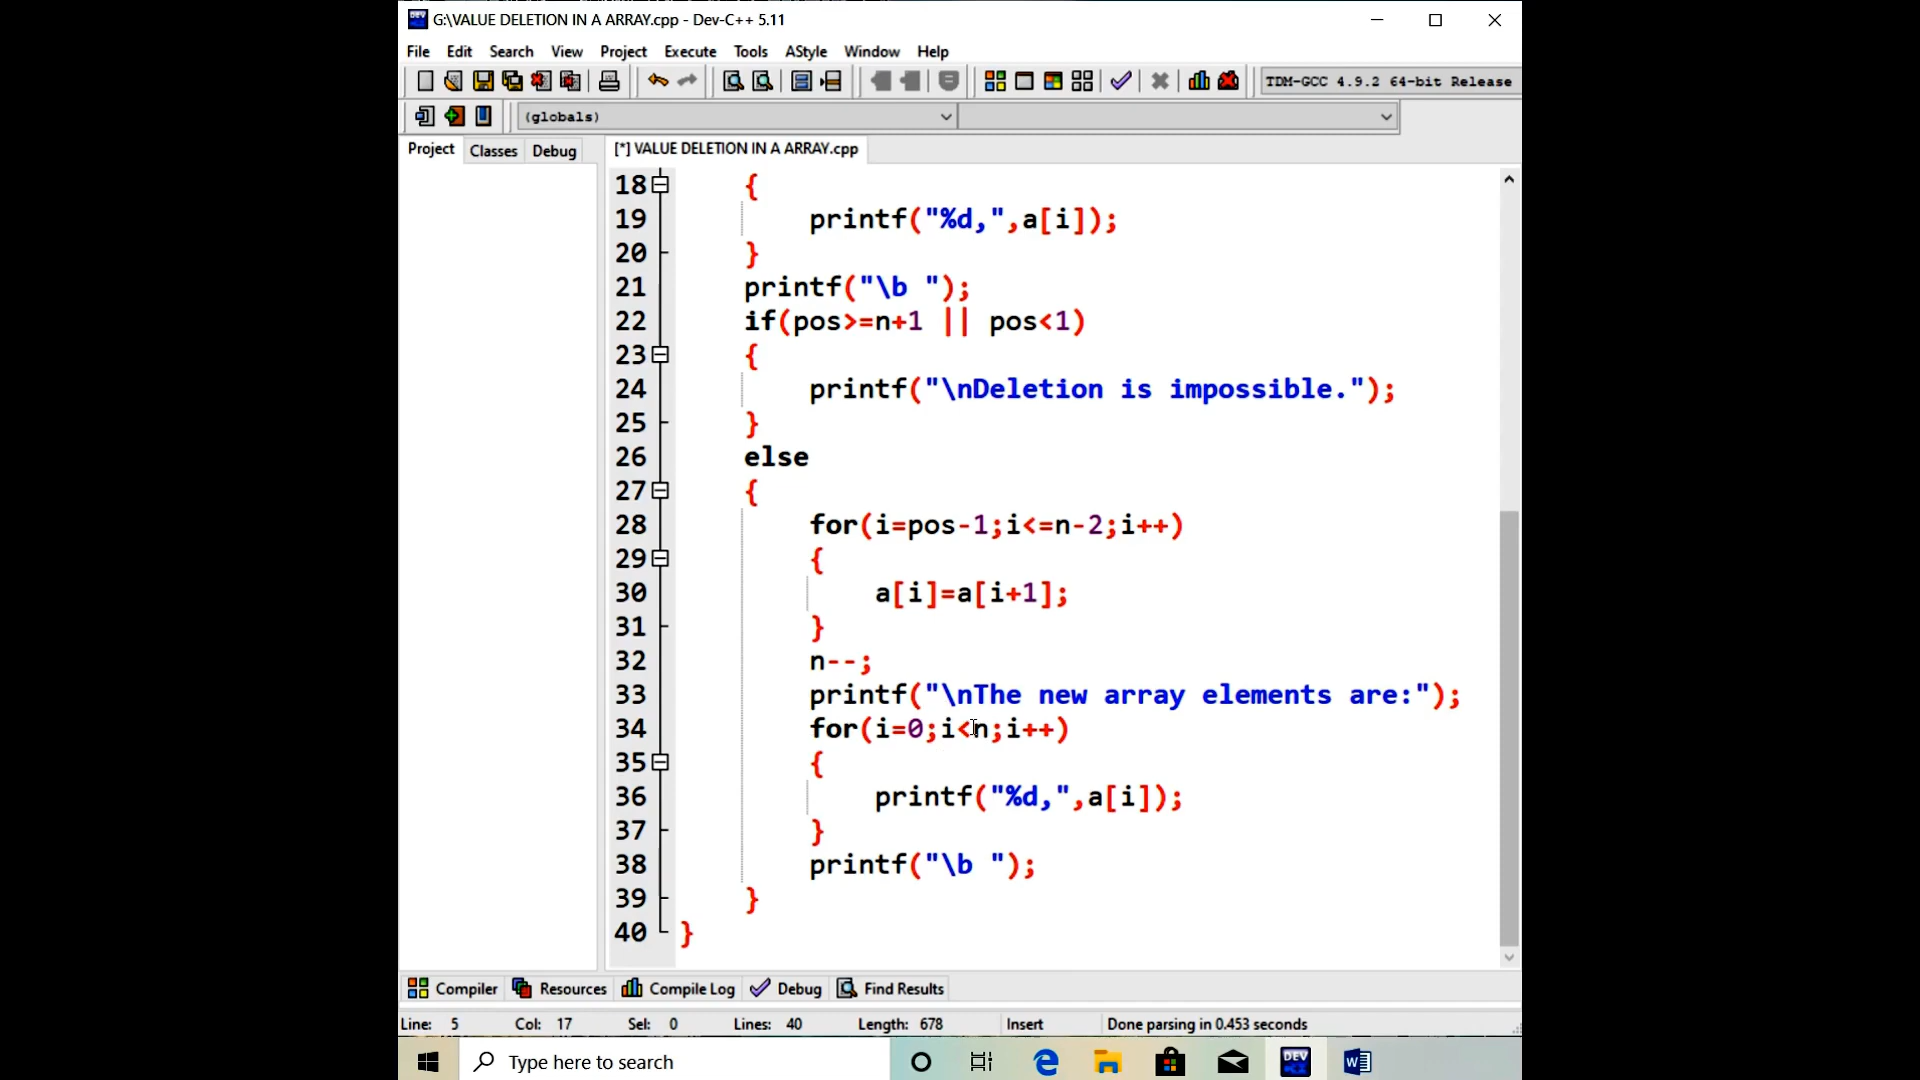 G:\VALUE DELETION IN A ARRAY.cpp - Dev-C++ 5.11
File Edit Search View Project Execute Tools AStyle Window Help
TDM-GCC 4.9.2 64-bit Release
(globals)
Project Classes Debug [*] VALUE DELETION IN A ARRAY.cpp
18 {
19 printf("%d,",a[i]);
20 }
21 printf("\b ");
22 if(pos>=n+1 || pos<1)
23 {
24 printf("\nDeletion is impossible.");
25 }
26 else
27 {
28 for(i=pos-1;i<=n-2;i++)
29 {
30 a[i]=a[i+1];
31 }
32 n--;
33 printf("\nThe new array elements are:");
34 for(i=0;i<n;i++)
35 {
36 printf("%d,",a[i]);
37 }
38 printf("\b ");
39 }
40 }
Compiler Resources Compile Log Debug Find Results
Line: 5 Col: 17 Sel: 0 Lines: 40 Length: 678 Insert Done parsing in 0.453 seconds
Type here to search DEV